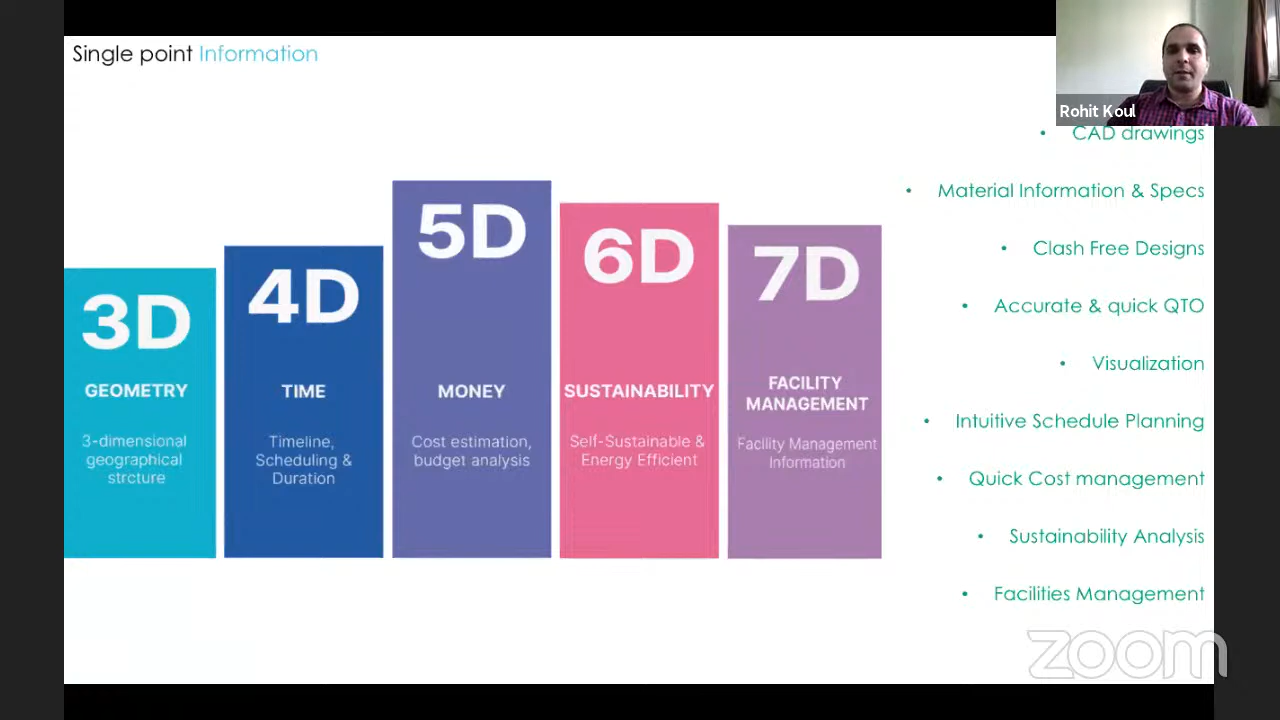 Single point Information
Rohit Koul
3D
GEOMETRY
3-dimensional
geographical
strcture
4D
TIME
Timeline,
Scheduling &
Duration
5D
MONEY
Cost estimation,
budget analysis
6D
SUSTAINABILITY
Self-Sustainable &
Energy Efficient
7D
FACILITY
MANAGEMENT
Facility Management
Information
• CAD drawings
• Material Information & Specs
• Clash Free Designs
• Accurate & quick QTO
• Visualization
• Intuitive Schedule Planning
• Quick Cost management
• Sustainability Analysis
• Facilities Management
zoom